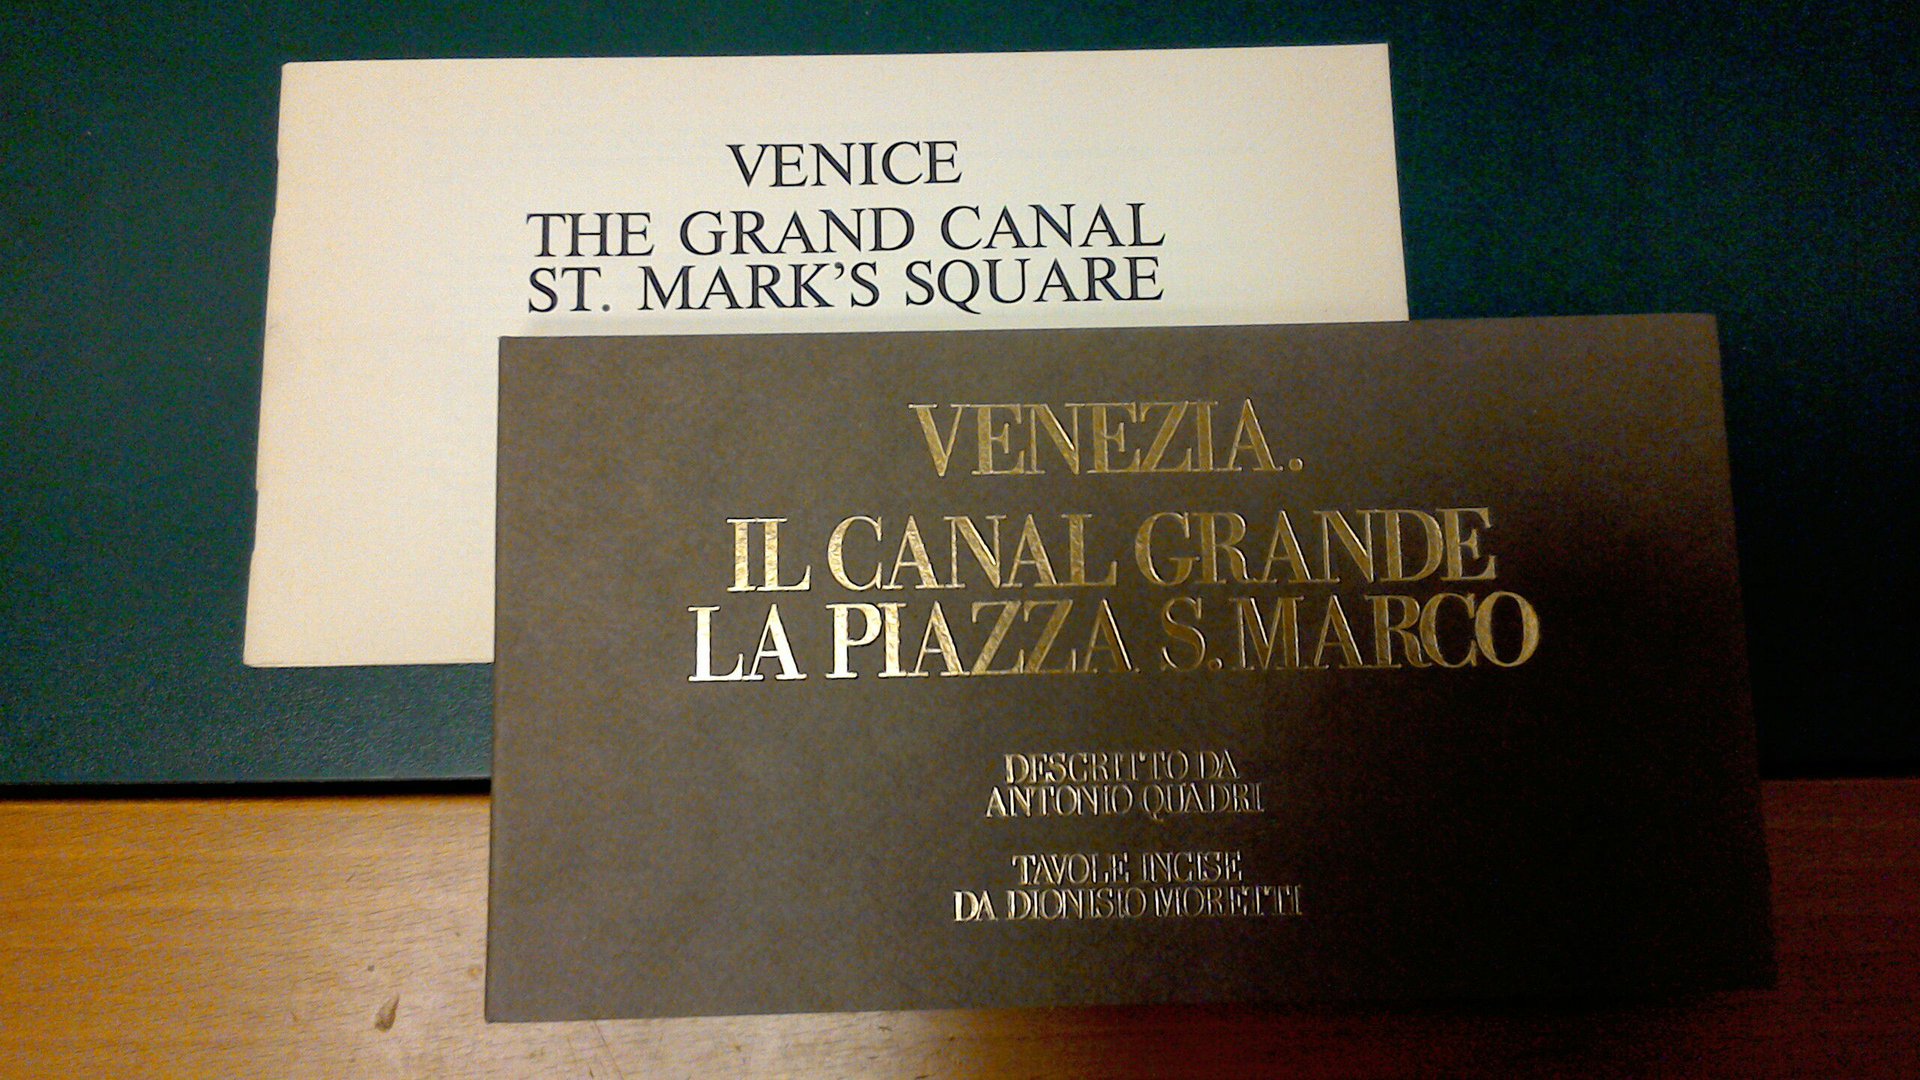 VENICE
THE GRAND CANAL
ST. MARK'S SQUARE
VENEZIA.
IL CANAL GRANDE
LA PIAZZA S. MARCO
DESCRITTO DA
ANTONIO QUADRI
TAVOLE INCISE
DA DIONISIO MORETTI